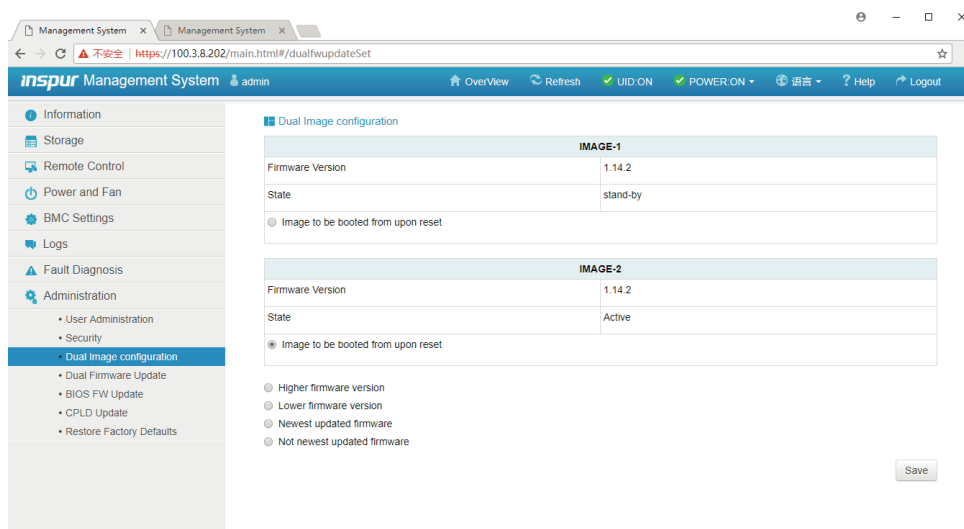 Management System
Management System
不安全 | https://100.3.8.202/main.html#/dualfwupdateSet
inspur Management System admin OverView Refresh UID:ON POWER:ON 语言 ? Help Logout
Information
Storage
Remote Control
Power and Fan
BMC Settings
Logs
Fault Diagnosis
Administration
• User Administration
• Security
• Dual Image configuration
• Dual Firmware Update
• BIOS FW Update
• CPLD Update
• Restore Factory Defaults
Dual Image configuration
IMAGE-1
Firmware Version 1.14.2
State stand-by
Image to be booted from upon reset
IMAGE-2
Firmware Version 1.14.2
State Active
Image to be booted from upon reset
Higher firmware version
Lower firmware version
Newest updated firmware
Not newest updated firmware
Save